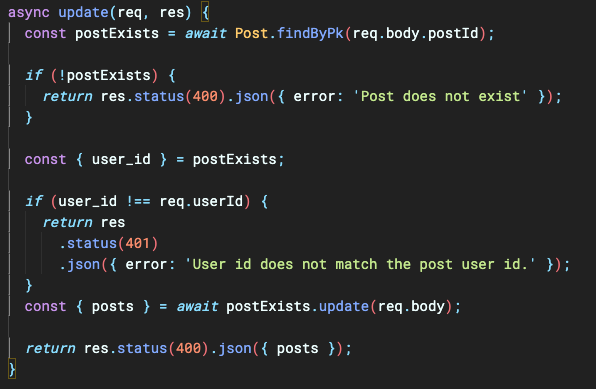 async update(req, res) {
const postExists = await Post.findByPk(req.body.postId);
if (!postExists) {
return res.status(400).json({ error: 'Post does not exist' });
}
const { user_id } = postExists;
if (user_id !== req.userId) {
return res
.status(401)
.json({ error: 'User id does not match the post user id.' });
}
const { posts } = await postExists.update(req.body);
return res.status(400).json({ posts });
}